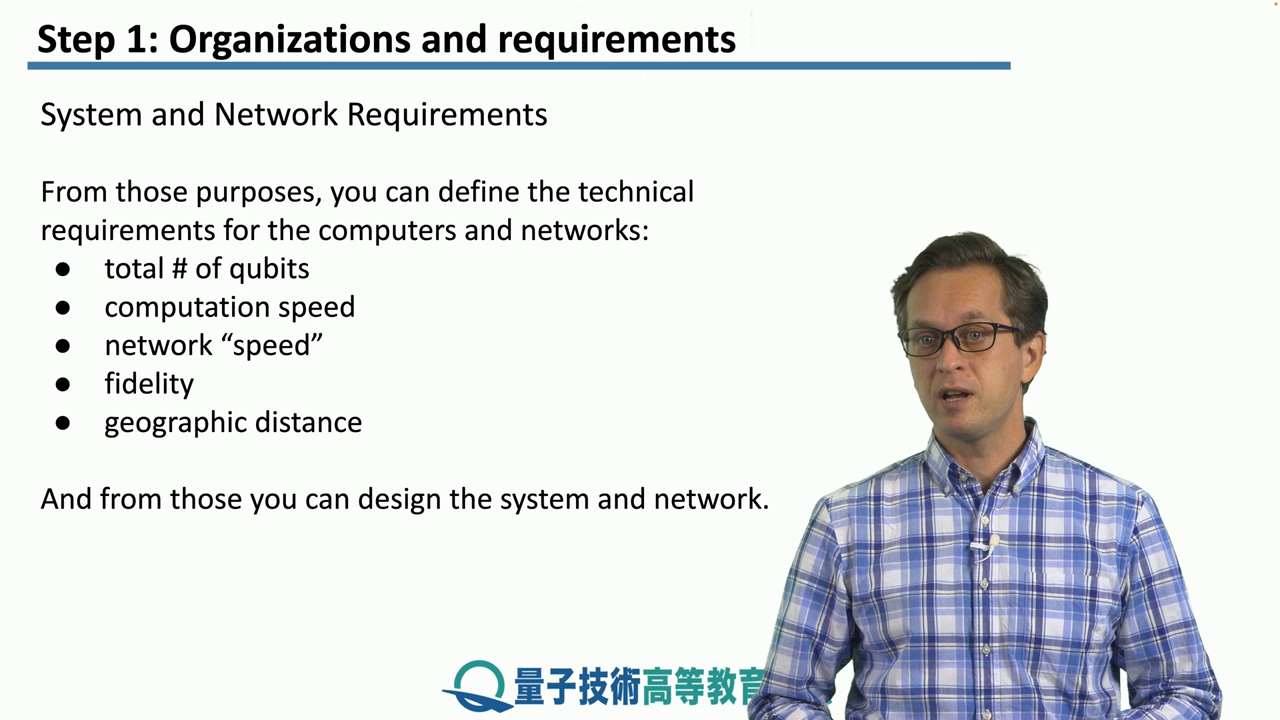 Step 1: Organizations and requirements
System and Network Requirements
From those purposes, you can define the technical
requirements for the computers and networks:
● total # of qubits
● computation speed
● network “speed”
● fidelity
● geographic distance
And from those you can design the system and network.
量子技術高等教育